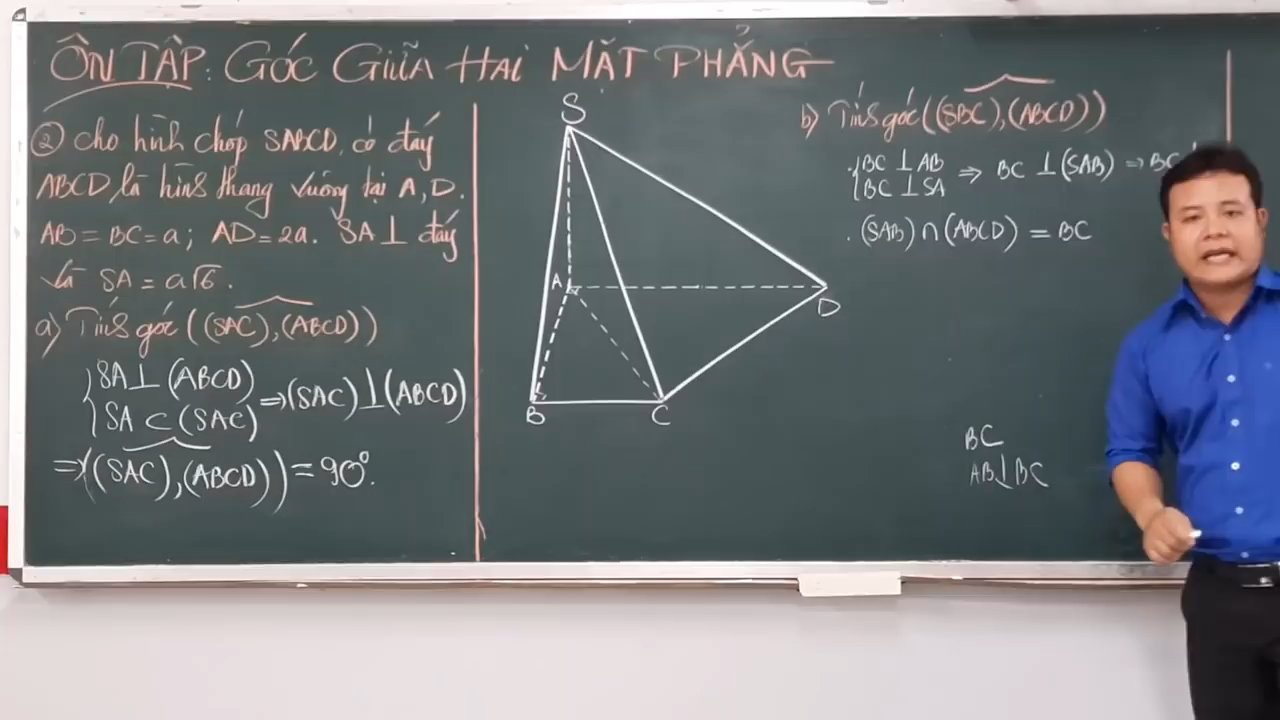 ÔN TẬP: GÓC GIỮA HAI MẶT PHẲNG
② Cho hình chóp SABCD, có đáy
ABCD là hình thang vuông tại A, D.
AB = BC = a; AD = 2a. SA ⊥ đáy
và SA = a√6.
a) Tính góc ((SAC),(ABCD))
{SA ⊥ (ABCD)
{SA ⊂ (SAC)
⇒ (SAC) ⊥ (ABCD)
⇒ ((SAC),(ABCD)) = 90°.
S
A
B
C
D
b) Tính góc ((SBC),(ABCD))
. {BC ⊥ AB
{BC ⊥ SA
⇒ BC ⊥ (SAB) ⇒ BC ⊥
. (SAB) ∩ (ABCD) = BC
BC
AB ⊥ BC